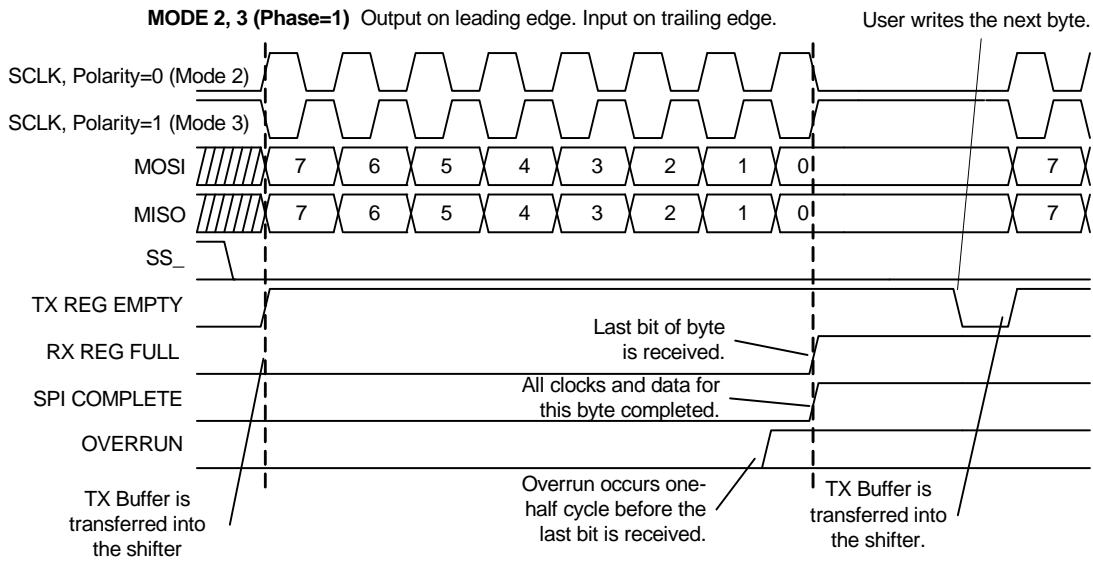 MODE 2, 3 (Phase=1) Output on leading edge. Input on trailing edge.
User writes the next byte.
SCLK, Polarity=0 (Mode 2)
SCLK, Polarity=1 (Mode 3)
MOSI 7 6 5 4 3 2 1 0 7
MISO 7 6 5 4 3 2 1 0 7
SS_
TX REG EMPTY
Last bit of byte
is received.
RX REG FULL
All clocks and data for
this byte completed.
SPI COMPLETE
OVERRUN
TX Buffer is
transferred into
the shifter
Overrun occurs one-
half cycle before the
last bit is received.
TX Buffer is
transferred into
the shifter.